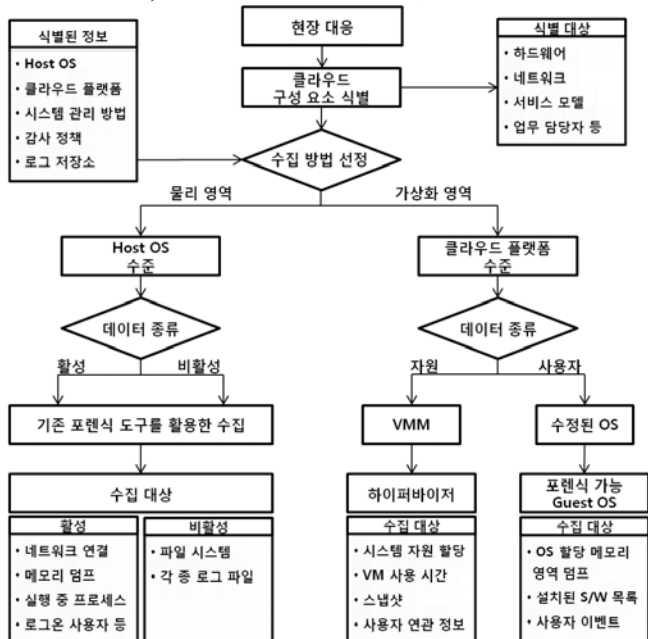 현장 대응
식별된 정보
• Host OS
• 클라우드 플랫폼
• 시스템 관리 방법
• 감사 정책
• 로그 저장소
클라우드
구성 요소 식별
식별 대상
• 하드웨어
• 네트워크
• 서비스 모델
• 업무 담당자 등
수집 방법 선정
물리 영역
가상화 영역
Host OS
수준
클라우드 플랫폼
수준
데이터 종류
데이터 종류
활성
비활성
자원
사용자
기존 포렌식 도구를 활용한 수집
VMM
수정된 OS
수집 대상
하이퍼바이저
포렌식 가능
Guest OS
활성
• 네트워크 연결
• 메모리 덤프
• 실행 중 프로세스
• 로그온 사용자 등
비활성
• 파일 시스템
• 각 종 로그 파일
수집 대상
• 시스템 자원 할당
• VM 사용 시간
• 스냅샷
• 사용자 연관 정보
수집 대상
• OS 할당 메모리
영역 덤프
• 설치된 S/W 목록
• 사용자 이벤트